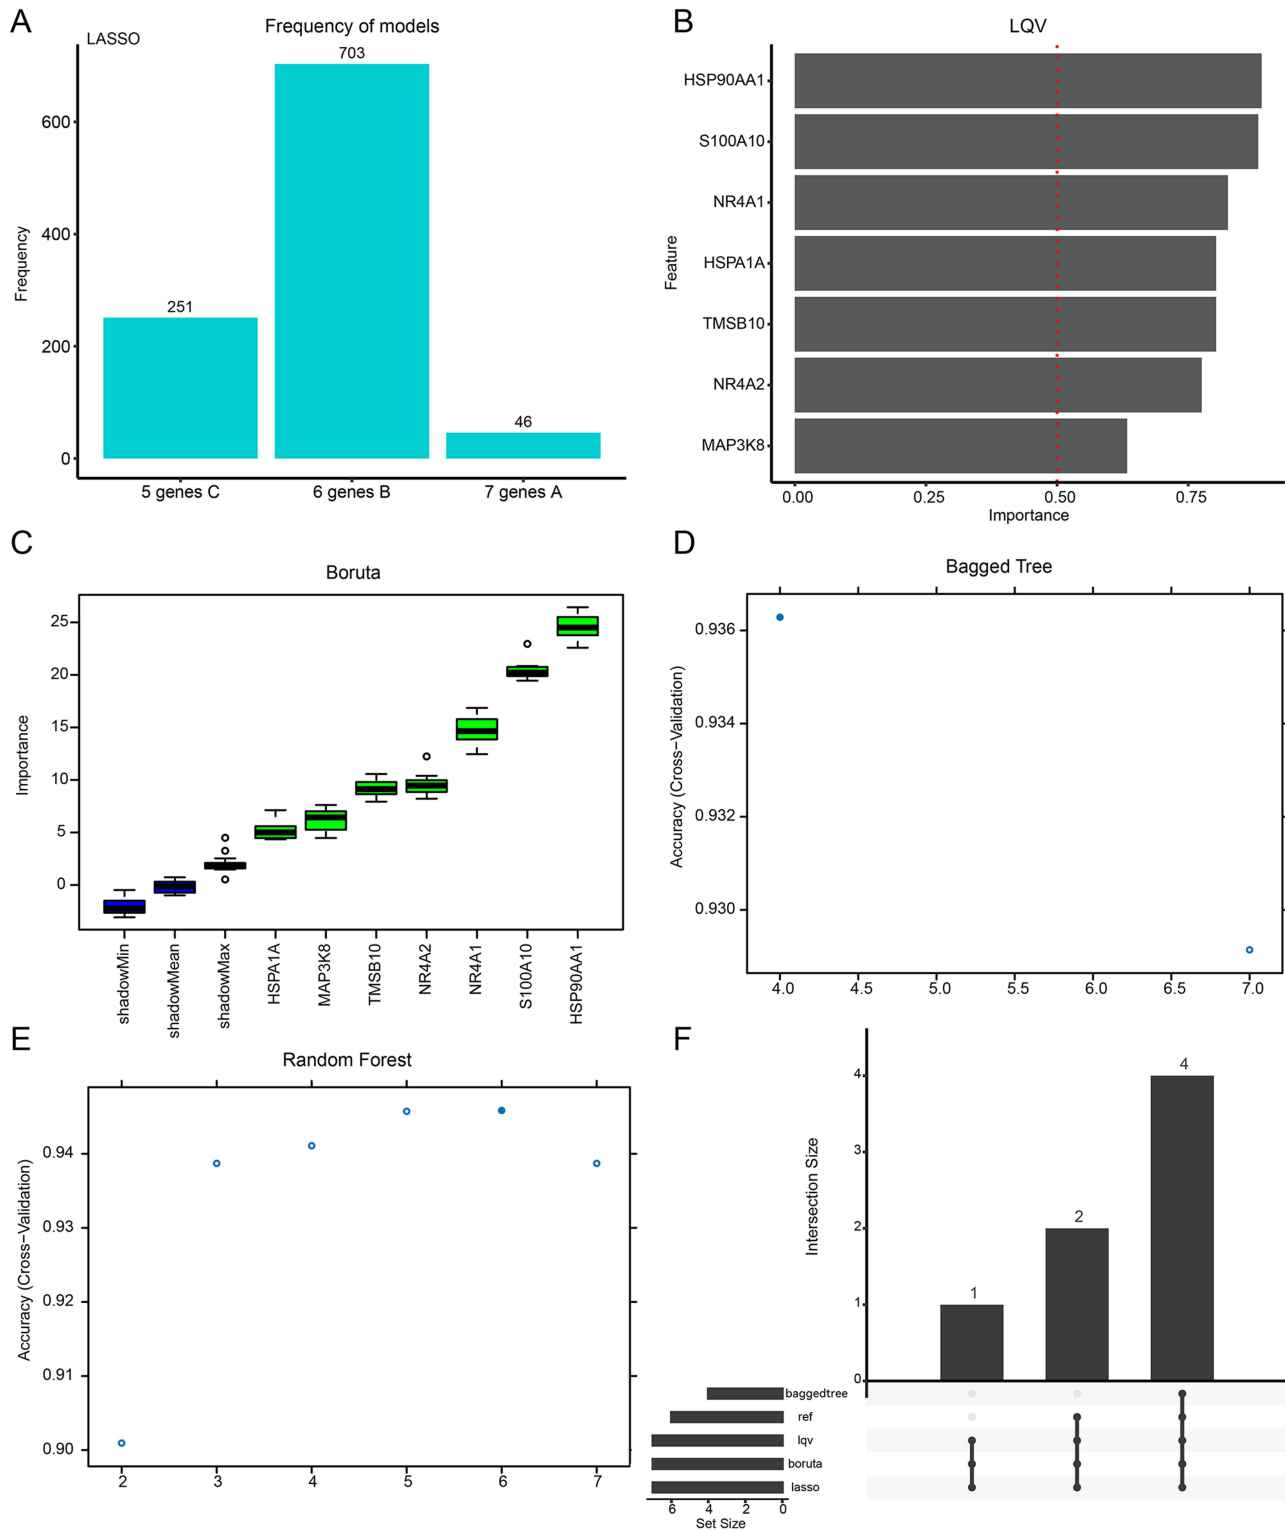 A
LASSO
Frequency of models
703
600
400
251
200
46
0
Frequency
5 genes C
6 genes B
7 genes A
B
LQV
HSP90AA1
S100A10
NR4A1
HSPA1A
TMSB10
NR4A2
MAP3K8
Feature
0.00
0.25
0.50
0.75
Importance
C
Boruta
25
20
15
10
5
0
Importance
shadowMin
shadowMean
shadowMax
HSPA1A
MAP3K8
TMSB10
NR4A2
NR4A1
S100A10
HSP90AA1
D
Bagged Tree
0.936
0.934
0.932
0.930
Accuracy (Cross−Validation)
4.0
4.5
5.0
5.5
6.0
6.5
7.0
E
Random Forest
0.94
0.93
0.92
0.91
0.90
Accuracy (Cross−Validation)
2
3
4
5
6
7
F
4
3
2
1
0
Intersection Size
1
2
4
baggedtree
ref
lqv
boruta
lasso
6
4
2
0
Set Size